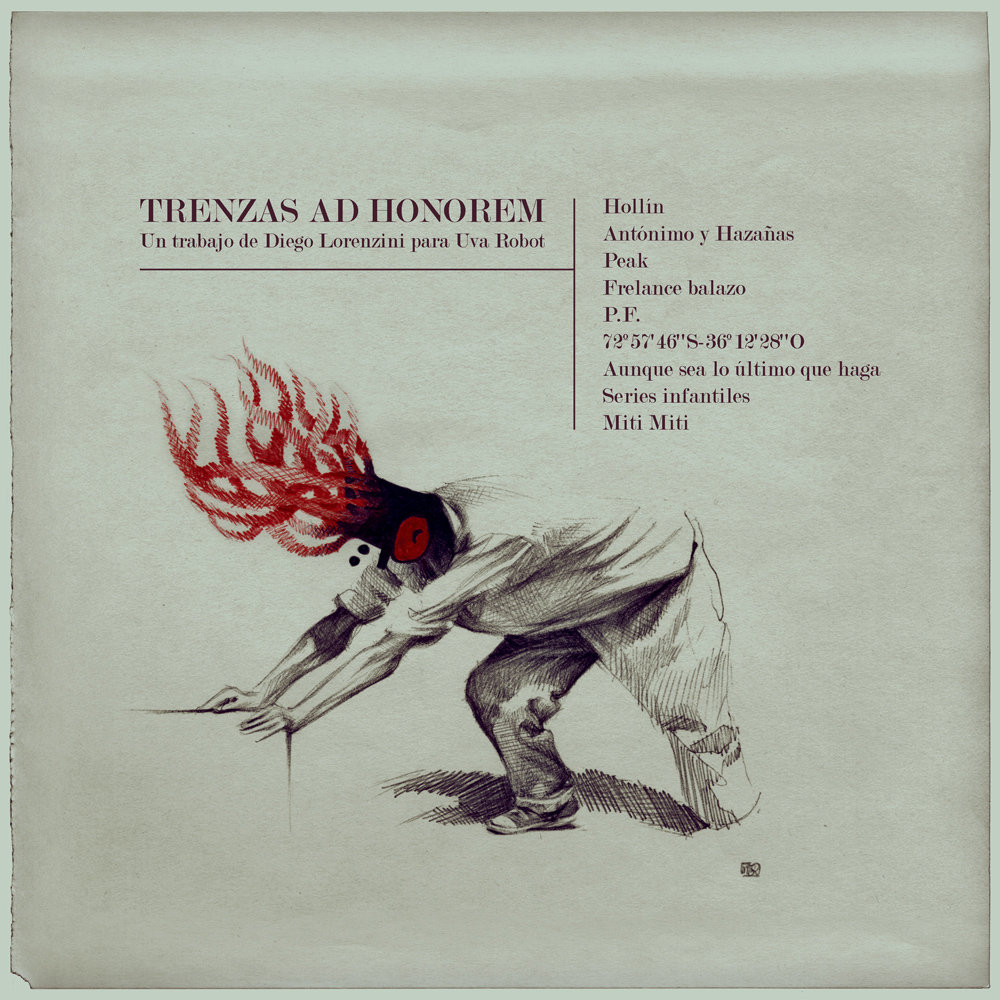 TRENZAS AD HONOREM
Un trabajo de Diego Lorenzini para Uva Robot
Hollín
Antónimo y Hazañas
Peak
Frelance balazo
P.F.
72º57'46''S-36º12'28''O
Aunque sea lo último que haga
Series infantiles
Miti Miti